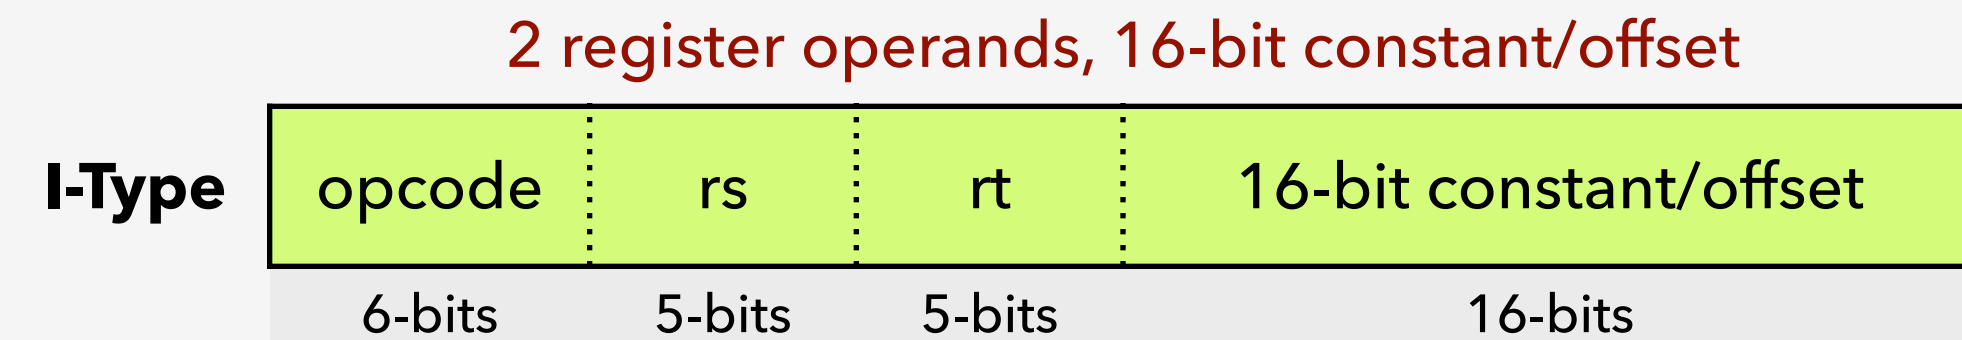 2 register operands, 16-bit constant/offset
I-Type opcode rs rt 16-bit constant/offset
6-bits 5-bits 5-bits 16-bits